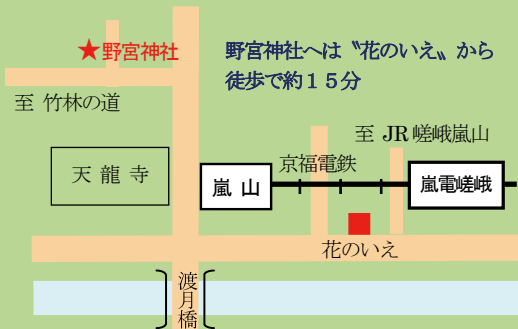 ★野宮神社
野宮神社へは〝花のいえ〟から
徒歩で約１５分
至 竹林の道
至 JR 嵯峨嵐山
京福電鉄
天 龍 寺
嵐 山
嵐電嵯峨
花のいえ
渡月橋